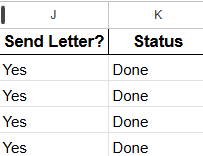 J K
Send Letter? Status
Yes Done
Yes Done
Yes Done
Yes Done